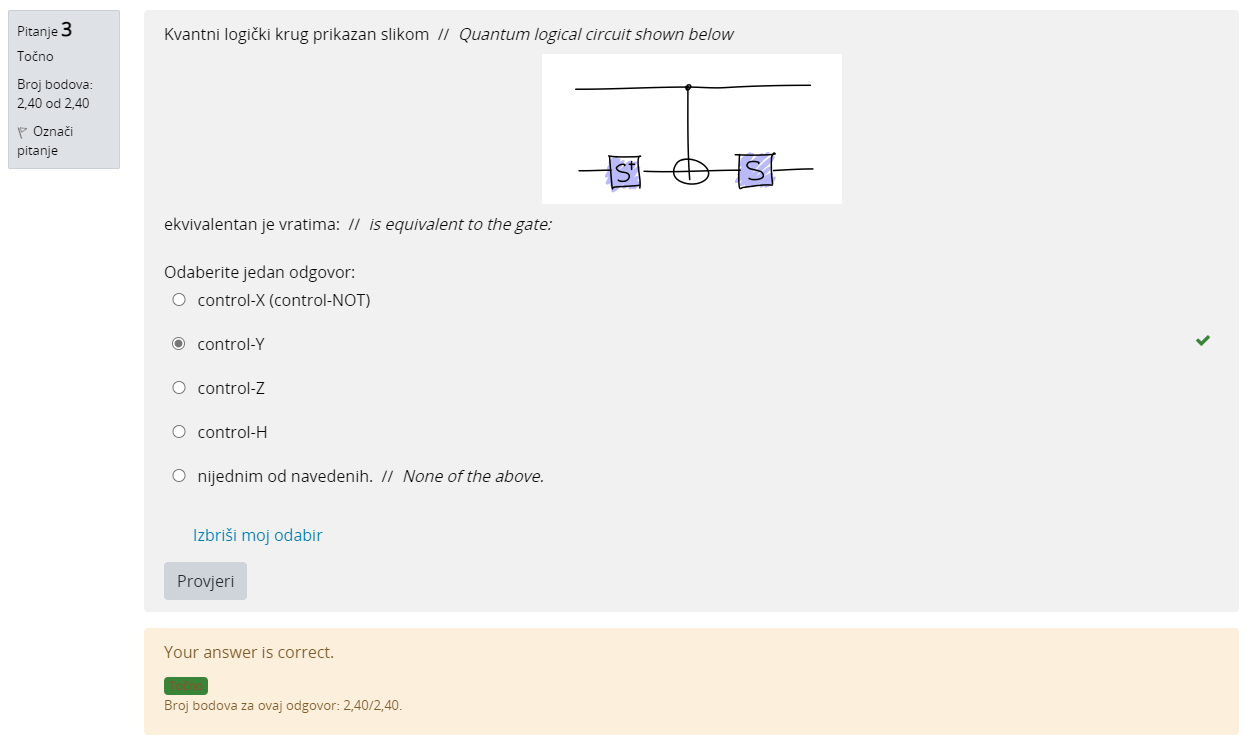 Pitanje 3
Točno
Broj bodova:
2,40 od 2,40
Označi
pitanje
Kvantni logički krug prikazan slikom // Quantum logical circuit shown below
S†
S
ekvivalentan je vratima: // is equivalent to the gate:
Odaberite jedan odgovor:
control-X (control-NOT)
control-Y
control-Z
control-H
nijednim od navedenih. // None of the above.
Izbriši moj odabir
Provjeri
Your answer is correct.
Točno
Broj bodova za ovaj odgovor: 2,40/2,40.